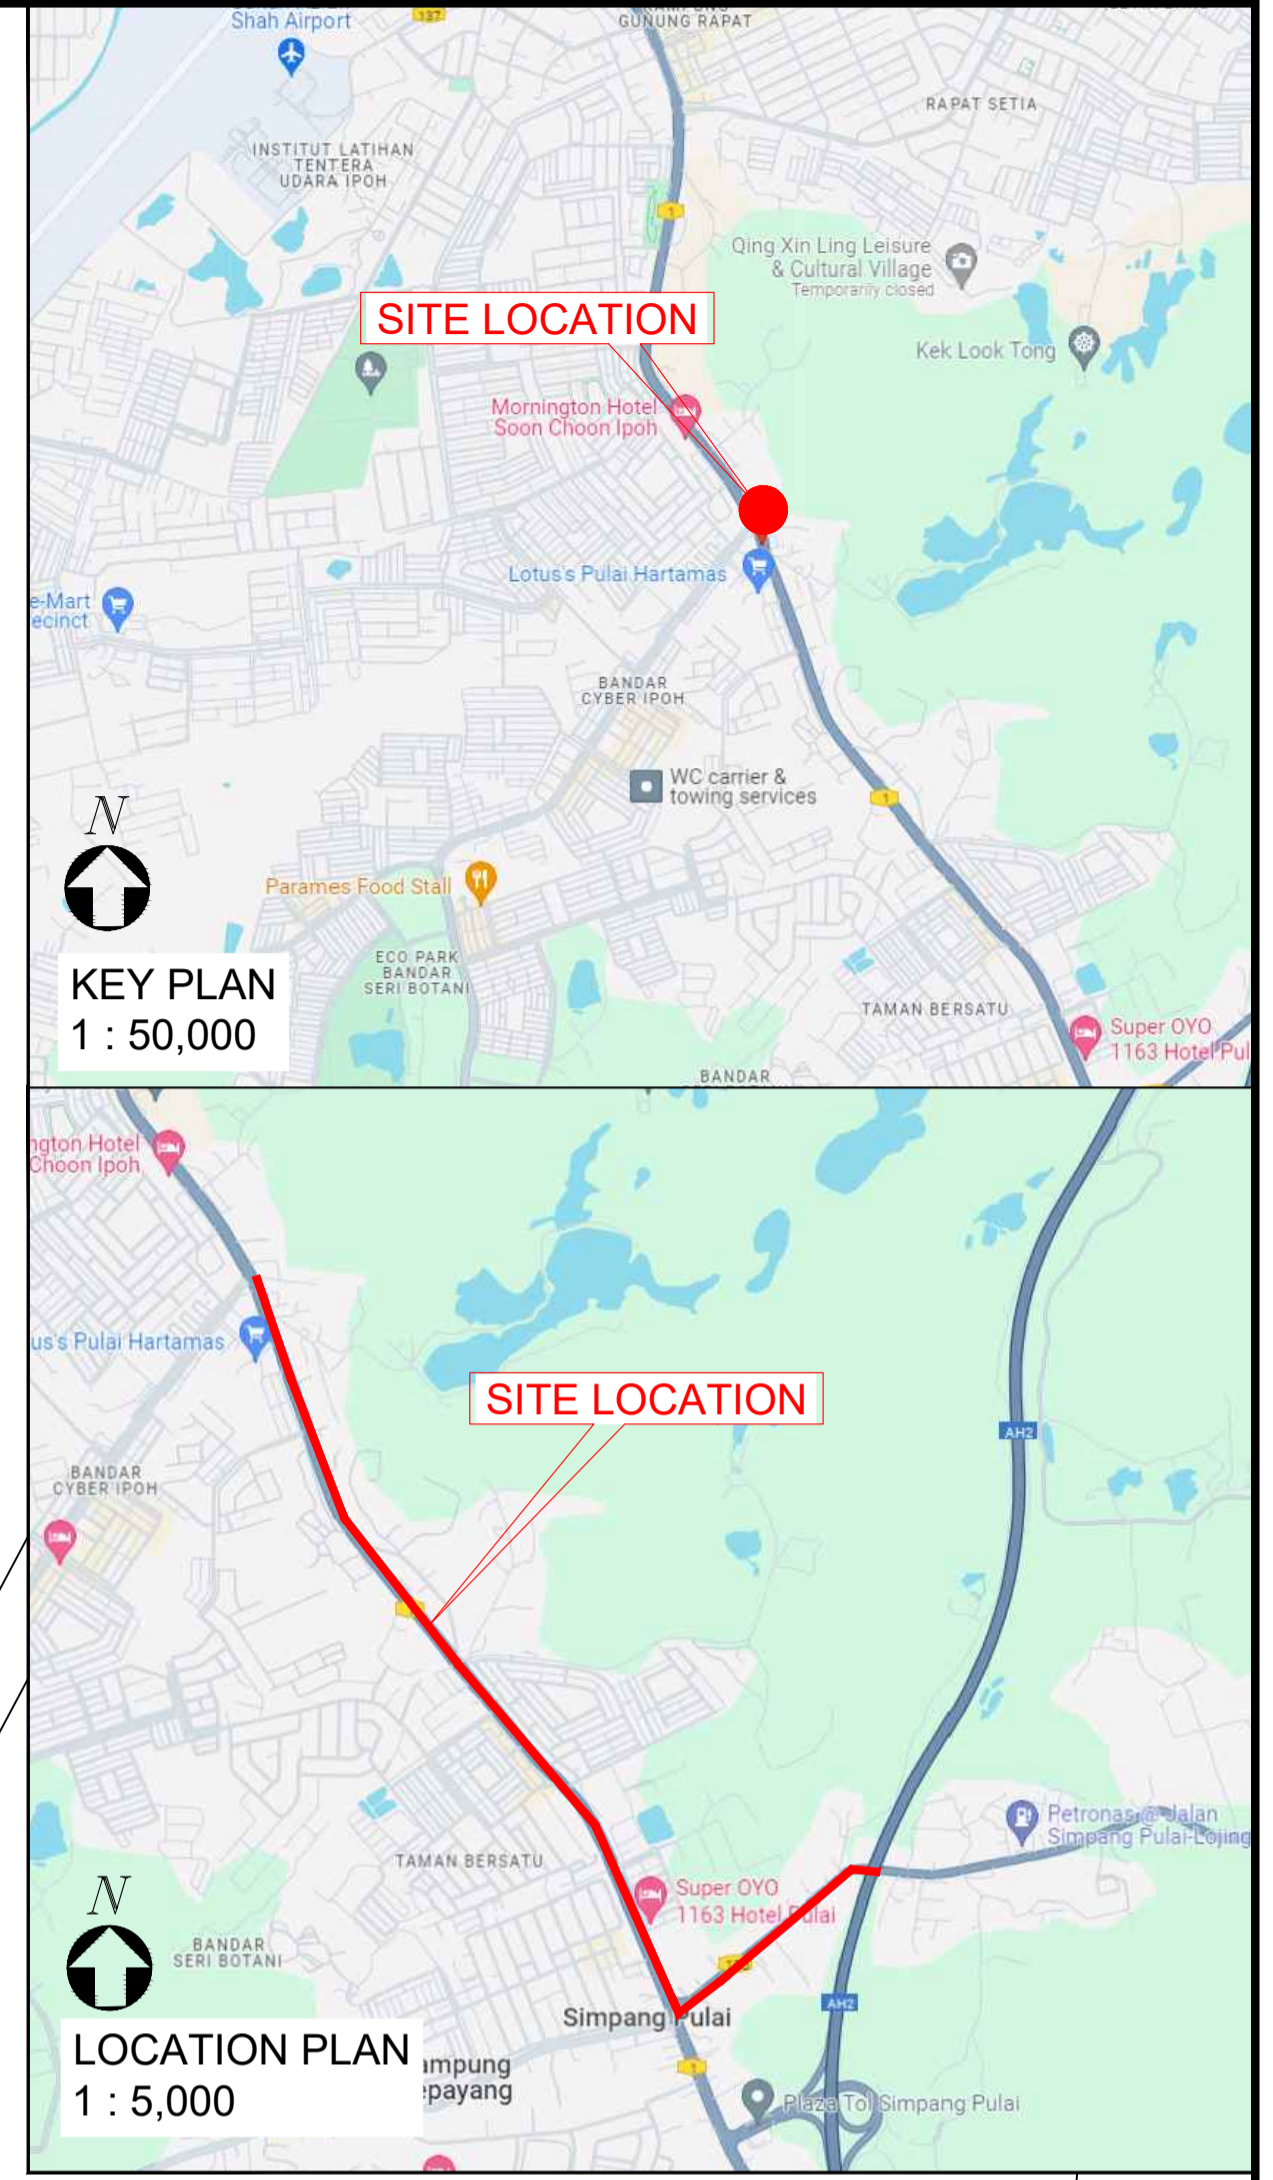 Shah Airport
137
GUNUNG RAPAT
RAPAT SETIA
INSTITUT LATIHAN
TENTERA
UDARA IPOH
1
Qing Xin Ling Leisure
& Cultural Village
Temporarily closed
SITE LOCATION
Kek Look Tong
Mornington Hotel
Soon Choon Ipoh
Lotus's Pulai Hartamas
e-Mart
ecinct
BANDAR
CYBER IPOH
WC carrier &
towing services
1
N
Parames Food Stall
ECO PARK
BANDAR
SERI BOTANI
KEY PLAN
1 : 50,000
TAMAN BERSATU
Super OYO
1163 Hotel Pul
BANDAR
ngton Hotel
Choon Ipoh
us's Pulai Hartamas
SITE LOCATION
AH2
BANDAR
CYBER IPOH
Petronas @ Jalan
Simpang Pulai-Lojing
TAMAN BERSATU
Super OYO
1163 Hotel Pulai
N
BANDAR
SERI BOTANI
AH2
Simpang Pulai
LOCATION PLAN
1 : 5,000
ampung
epayang
1
Plaza Tol Simpang Pulai